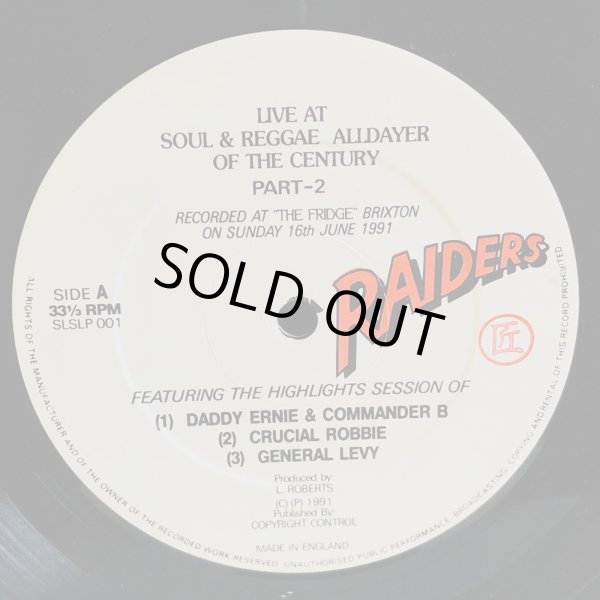 LIVE AT
SOUL & REGGAE ALLDAYER
OF THE CENTURY
PART-2
RECORDED AT "THE FRIDGE" BRIXTON
ON SUNDAY 16th JUNE 1991
RAIDERS
SIDE A
33⅓ RPM
SLSLP 001
SOLD OUT
匠
FEATURING THE HIGHLIGHTS SESSION OF
(1) DADDY ERNIE & COMMANDER B
(2) CRUCIAL ROBBIE
(3) GENERAL LEVY
Produced by:
L. ROBERTS
(C) (P) 1991
Published By:
COPYRIGHT CONTROL
MADE IN ENGLAND
ALL RIGHTS OF THE MANUFACTURER AND OF THE OWNER OF THE RECORDED WORK RESERVED. UNAUTHORISED PUBLIC PERFORMANCE, BROADCASTING, COPYING AND RENTAL OF THIS RECORD PROHIBITED